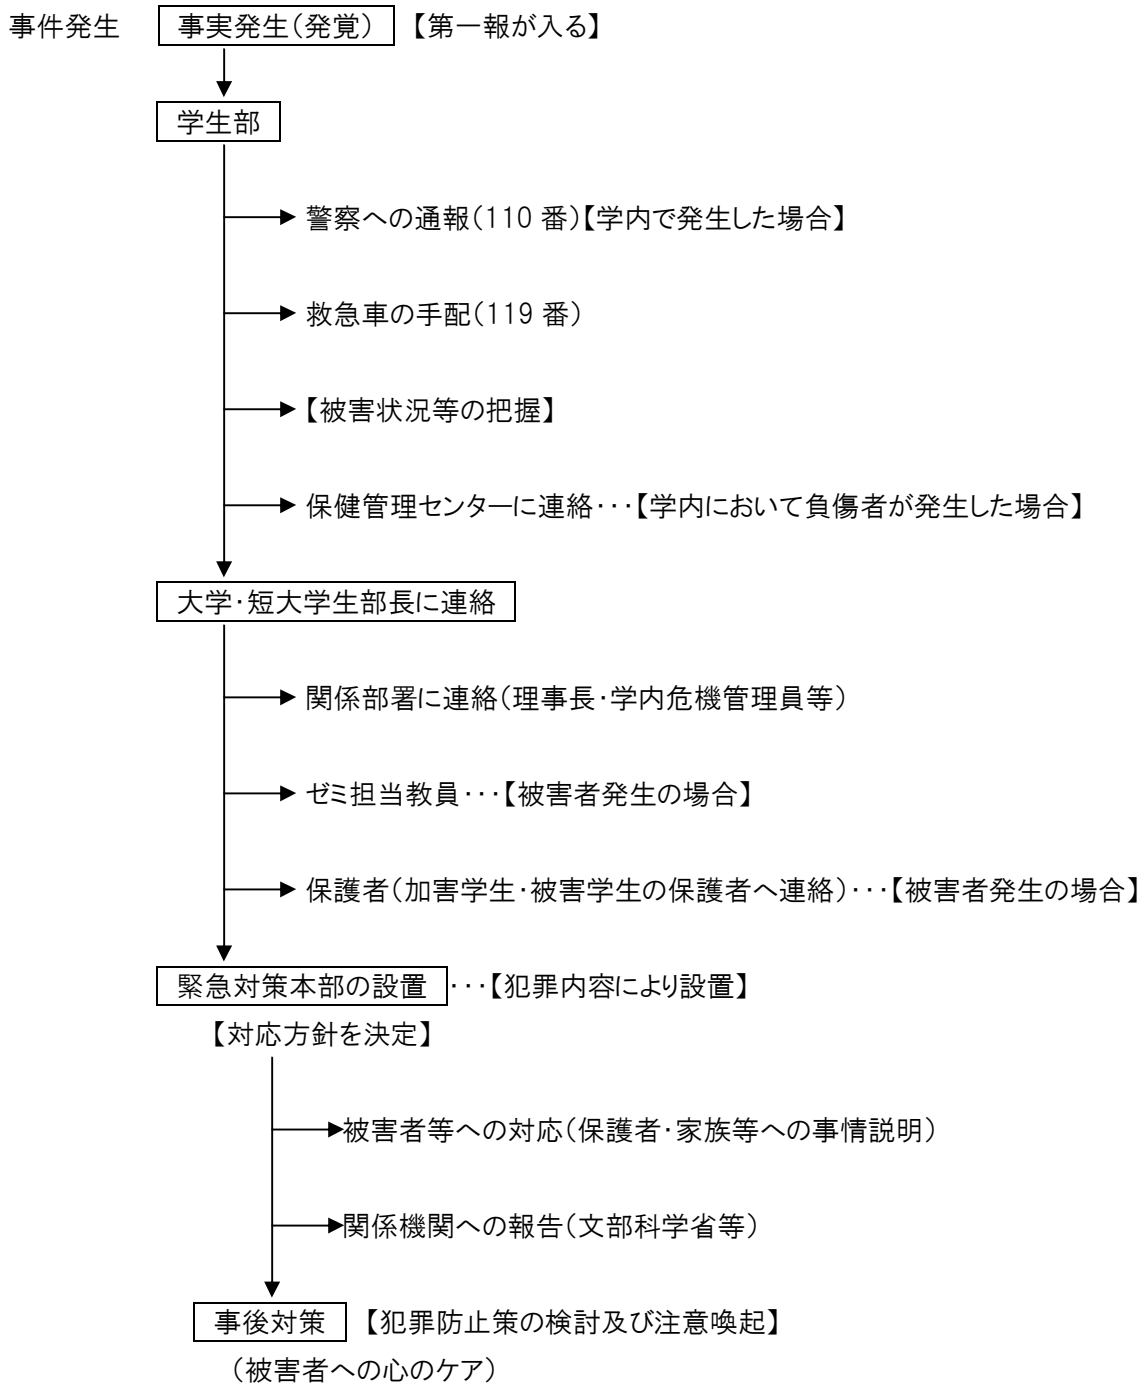 事件発生 事実発生(発覚) 【第一報が入る】
学生部
警察への通報(110 番)【学内で発生した場合】
救急車の手配(119 番)
【被害状況等の把握】
保健管理センターに連絡･･･【学内において負傷者が発生した場合】
大学･短大学生部長に連絡
関係部署に連絡(理事長･学内危機管理員等)
ゼミ担当教員･･･【被害者発生の場合】
保護者(加害学生･被害学生の保護者へ連絡)･･･【被害者発生の場合】
緊急対策本部の設置 ･･･【犯罪内容により設置】
【対応方針を決定】
被害者等への対応(保護者･家族等への事情説明)
関係機関への報告(文部科学省等)
事後対策 【犯罪防止策の検討及び注意喚起】
(被害者への心のケア)